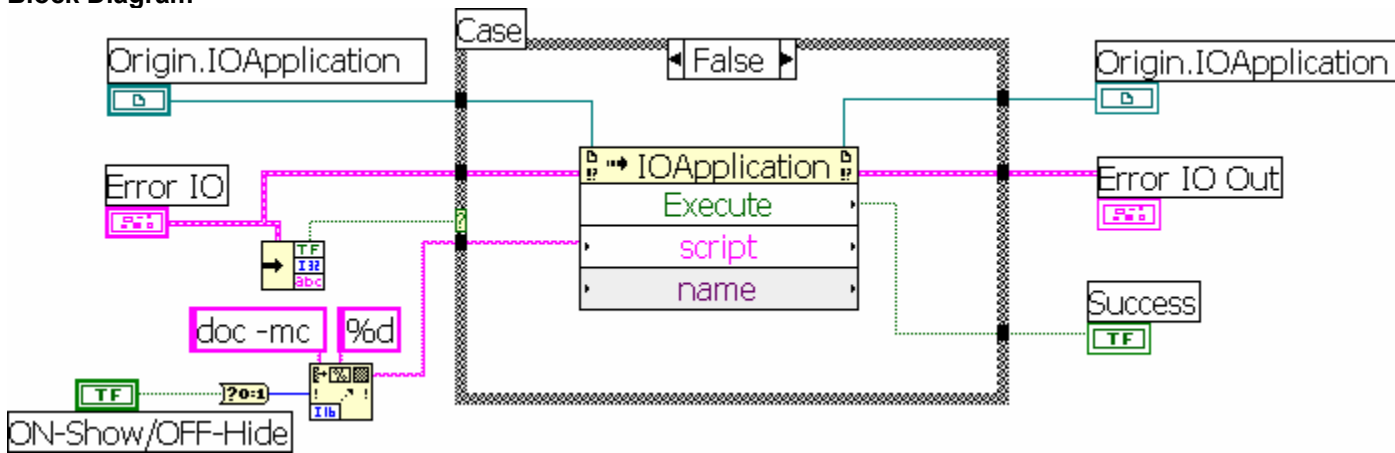 Block Diagram
Case
False
Origin.IOApplication
Origin.IOApplication
IOApplication
Error IO
Error IO Out
Execute
TF
I32
abc
script
name
Success
doc -mc
%d
TF
TF
?0:1
I16
ON-Show/OFF-Hide